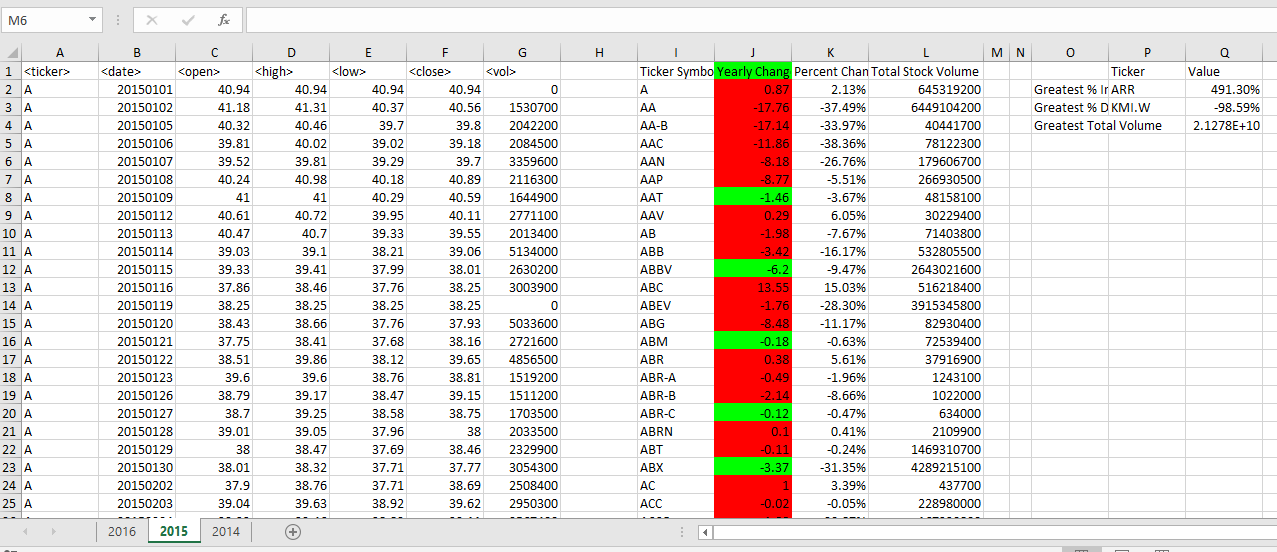 M6
fx
A B C D E F G H I J K L M N O P Q
1 <ticker> <date> <open> <high> <low> <close> <vol> Ticker Symbo Yearly Chang Percent Chan Total Stock Volume Ticker Value
2 A 20150101 40.94 40.94 40.94 40.94 0 A 0.87 2.13% 645319200 Greatest % In ARR 491.30%
3 A 20150102 41.18 41.31 40.37 40.56 1530700 AA -17.76 -37.49% 6449104200 Greatest % D KMI.W -98.59%
4 A 20150105 40.32 40.46 39.7 39.8 2042200 AA-B -17.14 -33.97% 40441700 Greatest Total Volume 2.1278E+10
5 A 20150106 39.81 40.02 39.02 39.18 2084500 AAC -11.86 -38.36% 78122300
6 A 20150107 39.52 39.81 39.29 39.7 3359600 AAN -8.18 -26.76% 179606700
7 A 20150108 40.24 40.98 40.18 40.89 2116300 AAP -8.77 -5.51% 266930500
8 A 20150109 41 41 40.29 40.59 1644900 AAT -1.46 -3.67% 48158100
9 A 20150112 40.61 40.72 39.95 40.11 2771100 AAV 0.29 6.05% 30229400
10 A 20150113 40.47 40.7 39.33 39.55 2013400 AB -1.98 -7.67% 71403800
11 A 20150114 39.03 39.1 38.21 39.06 5134000 ABB -3.42 -16.17% 532805500
12 A 20150115 39.33 39.41 37.99 38.01 2630200 ABBV -6.2 -9.47% 2643021600
13 A 20150116 37.86 38.46 37.76 38.25 3003900 ABC 13.55 15.03% 516218400
14 A 20150119 38.25 38.25 38.25 38.25 0 ABEV -1.76 -28.30% 3915345800
15 A 20150120 38.43 38.66 37.76 37.93 5033600 ABG -8.48 -11.17% 82930400
16 A 20150121 37.75 38.41 37.68 38.16 2721600 ABM -0.18 -0.63% 72539400
17 A 20150122 38.51 39.86 38.12 39.65 4856500 ABR 0.38 5.61% 37916900
18 A 20150123 39.6 39.6 38.76 38.81 1519200 ABR-A -0.49 -1.96% 1243100
19 A 20150126 38.79 39.17 38.47 39.15 1511200 ABR-B -2.14 -8.66% 1022000
20 A 20150127 38.7 39.25 38.58 38.75 1703500 ABR-C -0.12 -0.47% 634000
21 A 20150128 39.01 39.05 37.96 38 2033500 ABRN 0.1 0.41% 2109900
22 A 20150129 38 38.47 37.69 38.46 2329900 ABT -0.11 -0.24% 1469310700
23 A 20150130 38.01 38.32 37.71 37.77 3054300 ABX -3.37 -31.35% 4289215100
24 A 20150202 37.9 38.76 37.71 38.69 2508400 AC 1 3.39% 437700
25 A 20150203 39.04 39.63 38.92 39.62 2950300 ACC -0.02 -0.05% 228980000
2016 2015 2014